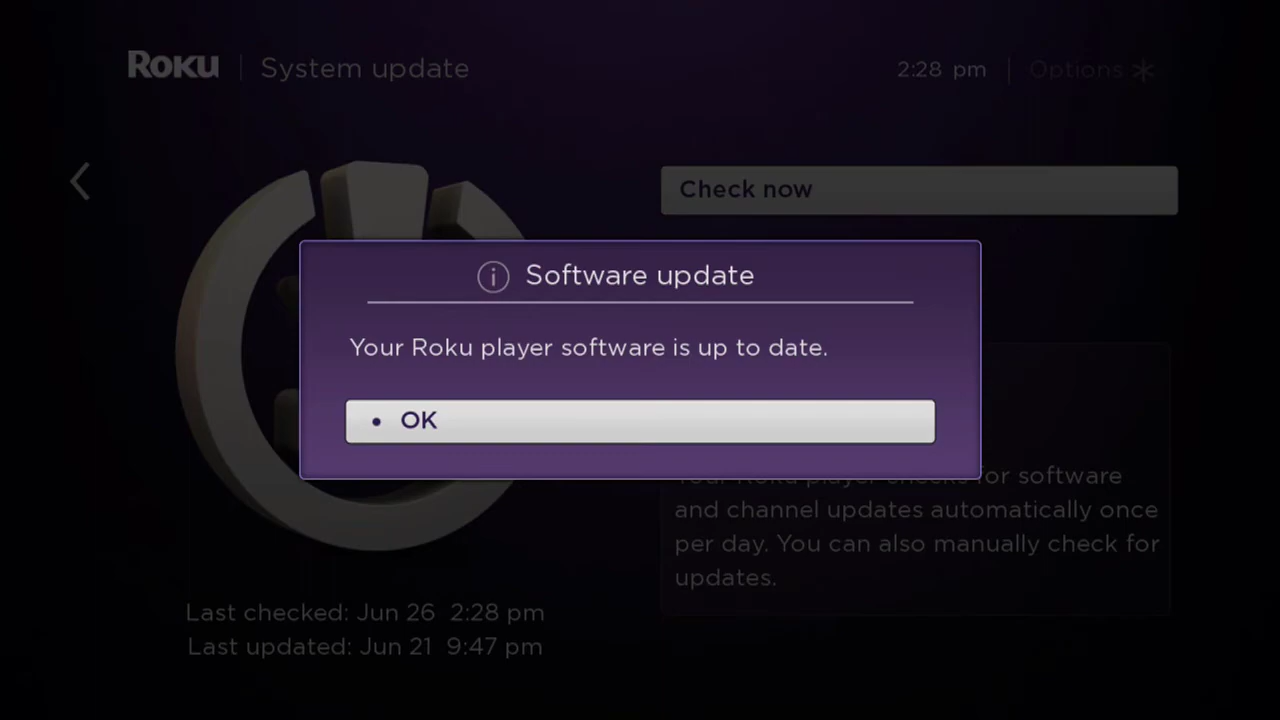 Roku | System update
2:28 pm | Options *
Check now
Software update
Your Roku player software is up to date.
• OK
Your Roku player checks for software
and channel updates automatically once
per day. You can also manually check for
updates.
Last checked: Jun 26 2:28 pm
Last updated: Jun 21 9:47 pm